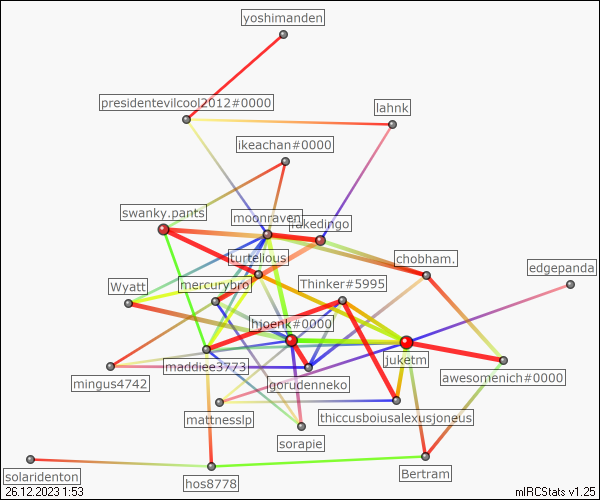 yoshimanden
presidentevilcool2012#0000
lahnk
ikeachan#0000
swanky.pants
moonraven
fakedingo
turtelious
chobham.
edgepanda
Wyatt
mercurybro
Thinker#5995
bjoenk#0000
juketm
maddiee3773
mingus4742
gorudenneko
awesomenich#0000
mattnesslp
thiccusboiusalexusjoneus
sorapie
solaridenton
hos8778
Bertram
26.12.2023 1:53
mIRCStats v1.25